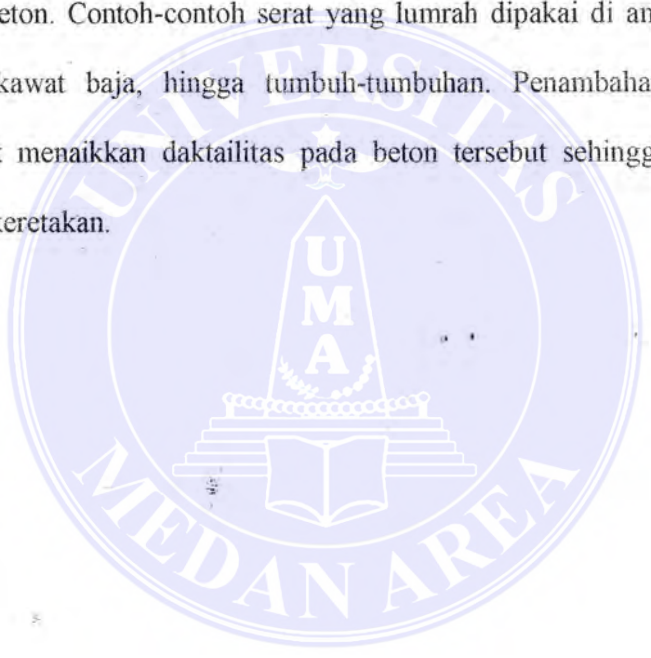 eton. Contoh-contoh serat yang lumrah dipakai di an
kawat baja, hingga tumbuh-tumbuhan. Penambaha
menaikkan daktailitas pada beton tersebut sehingg
keretakan.
UNIVERSITAS
UMA
MEDAN AREA